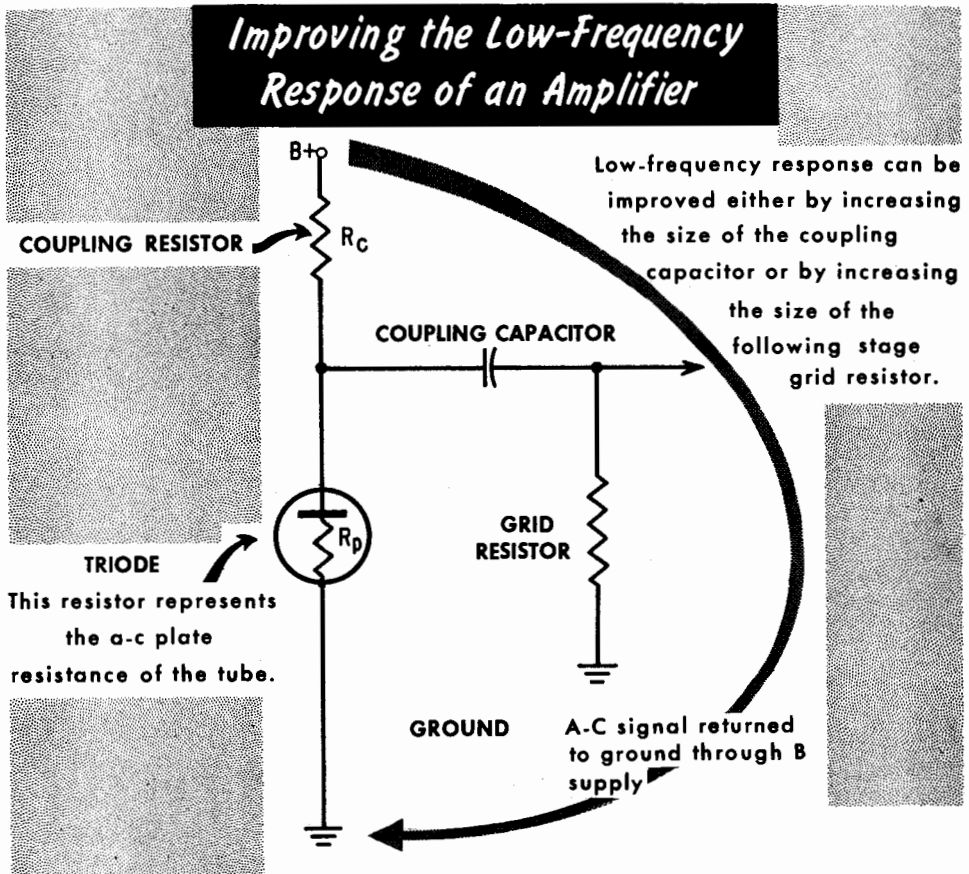 Improving the Low-Frequency
Response of an Amplifier
B+
Low-frequency response can be
improved either by increasing
the size of the coupling
capacitor or by increasing
the size of the
following stage
grid resistor.
COUPLING RESISTOR
Rc
COUPLING CAPACITOR
Rp
GRID
RESISTOR
TRIODE
This resistor represents
the a-c plate
resistance of the tube.
GROUND
A-C signal returned
to ground through B
supply